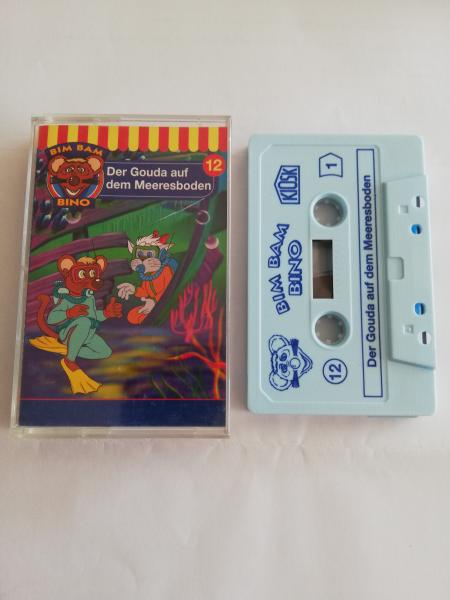 BIM BAM
BINO
Der Gouda auf
dem Meeresboden
12
KIOSK
1
BIM BAM
BINO
Der Gouda auf dem Meeresboden
12